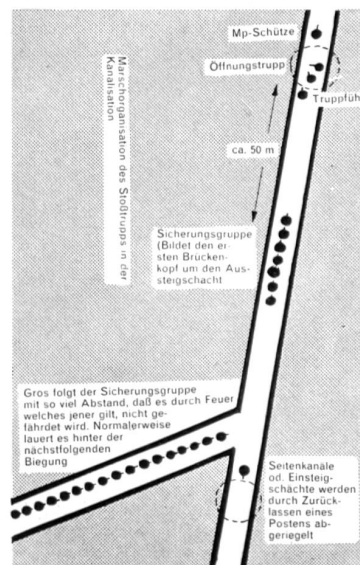 Mp-Schütze
Öffnungstrupp
Truppfüh
Marschorganisation des Stoßtrupps in der
Kanalisation
ca. 50 m
Sicherungsgruppe
(Bildet den er-
sten Brücken-
kopf um den Aus-
steigschacht
Gros folgt der Sicherungsgruppe
mit so viel Abstand, daß es durch Feuer
welches jener gilt, nicht ge-
fährdet wird. Normalerweise
lauert es hinter der
nächstfolgenden
Biegung
Seitenkanäle
od. Einsteig-
schächte werden
durch Zurück-
lassen eines
Postens ab-
geriegelt